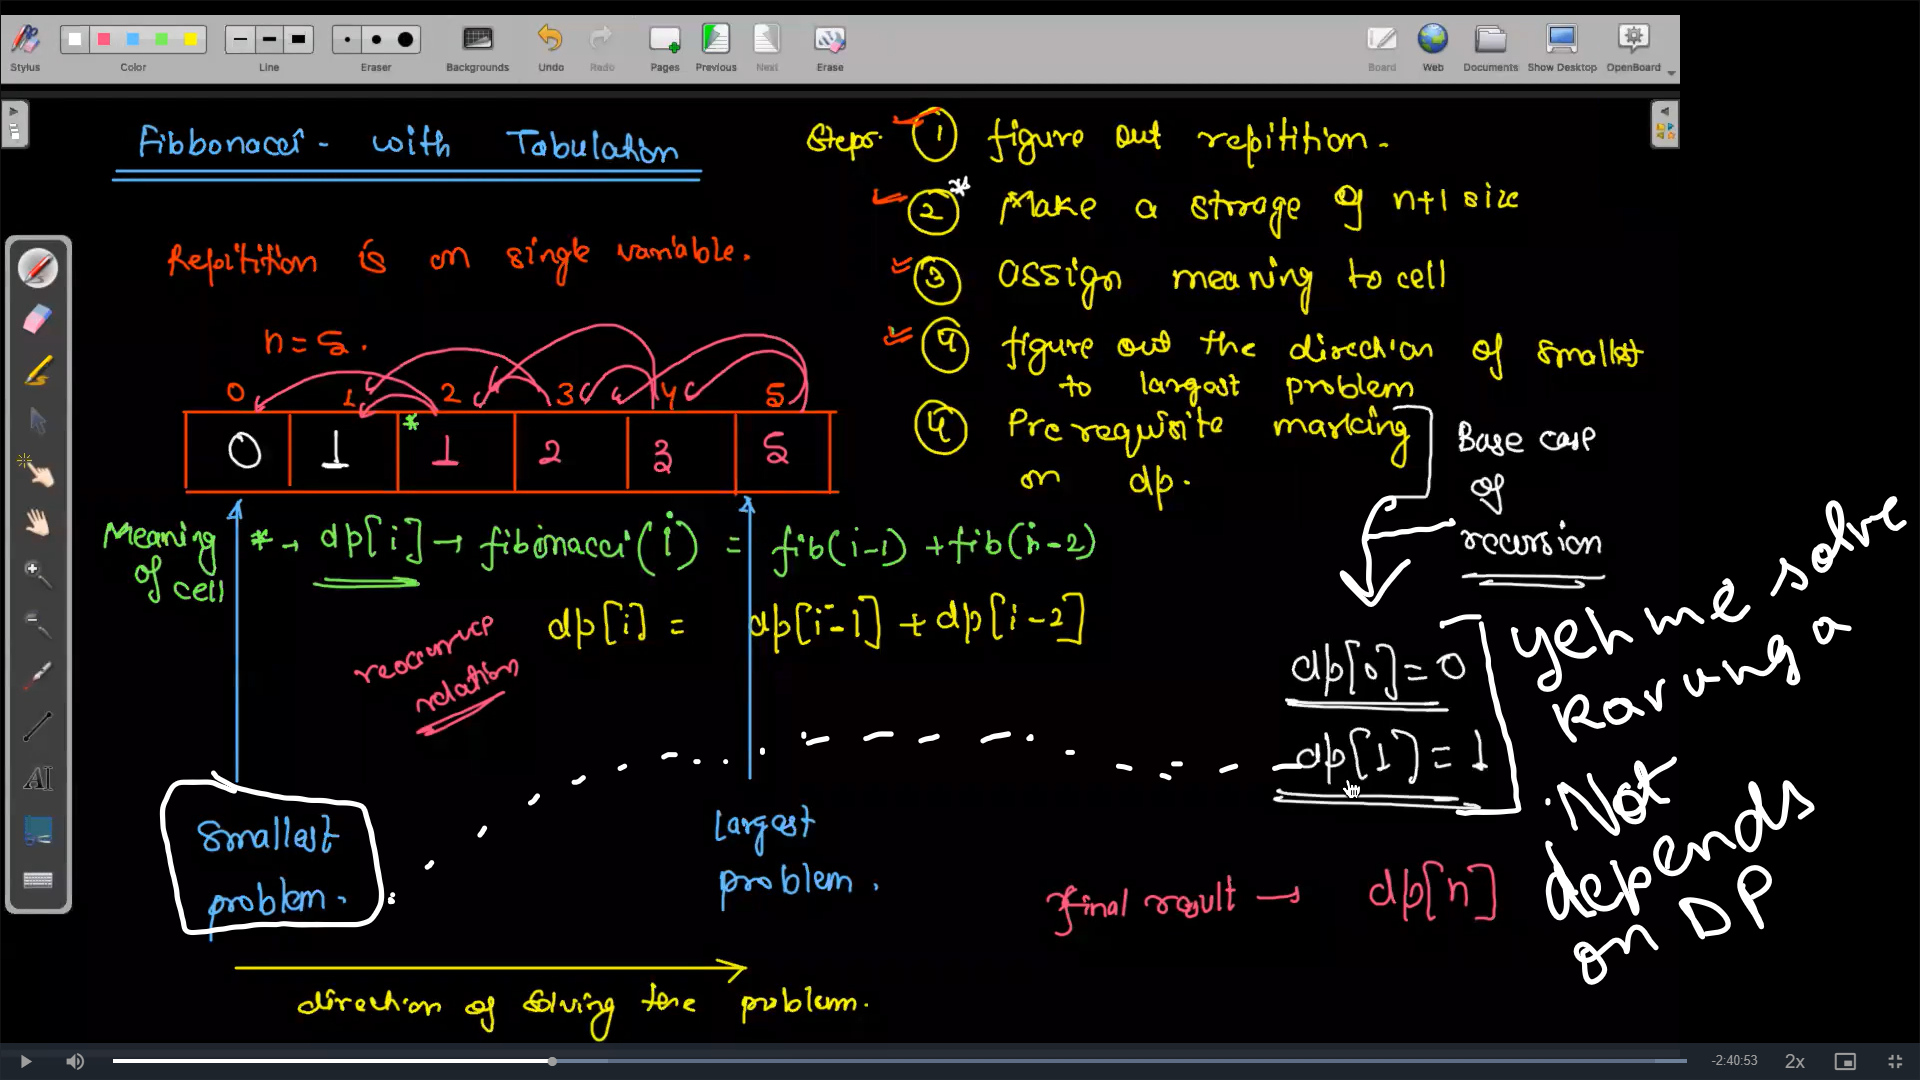 Stylus
Color
Line
Eraser
Backgrounds
Undo
Redo
Pages
Previous
Next
Erase
Board
Web
Documents
Show Desktop
OpenBoard
Fibbonacci - with Tabulation
Repitition is on single variable.
n = 5.
0 1 2 3 4 5
0 1 * 1 2 3 5
Meaning of cell
* → dp[i] → fibonacci(i) = fib(i-1) + fib(i-2)
dp[i] = dp[i-1] + dp[i-2]
reoccurrence
relation
Smallest
problem.
largest
problem.
direction of solving the problem.
Steps.
1 figure out repitition.
2 * Make a storage of n+1 size
3 assign meaning to cell
4 figure out the direction of smallest
to largest problem
4 Prerequisite marking
on dp.
Base case
of
recursion
dp[0] = 0
dp[1] = 1
final result → dp[n]
yeh me solve
Karunga
Not
depends
on DP
-2:40:53
2x